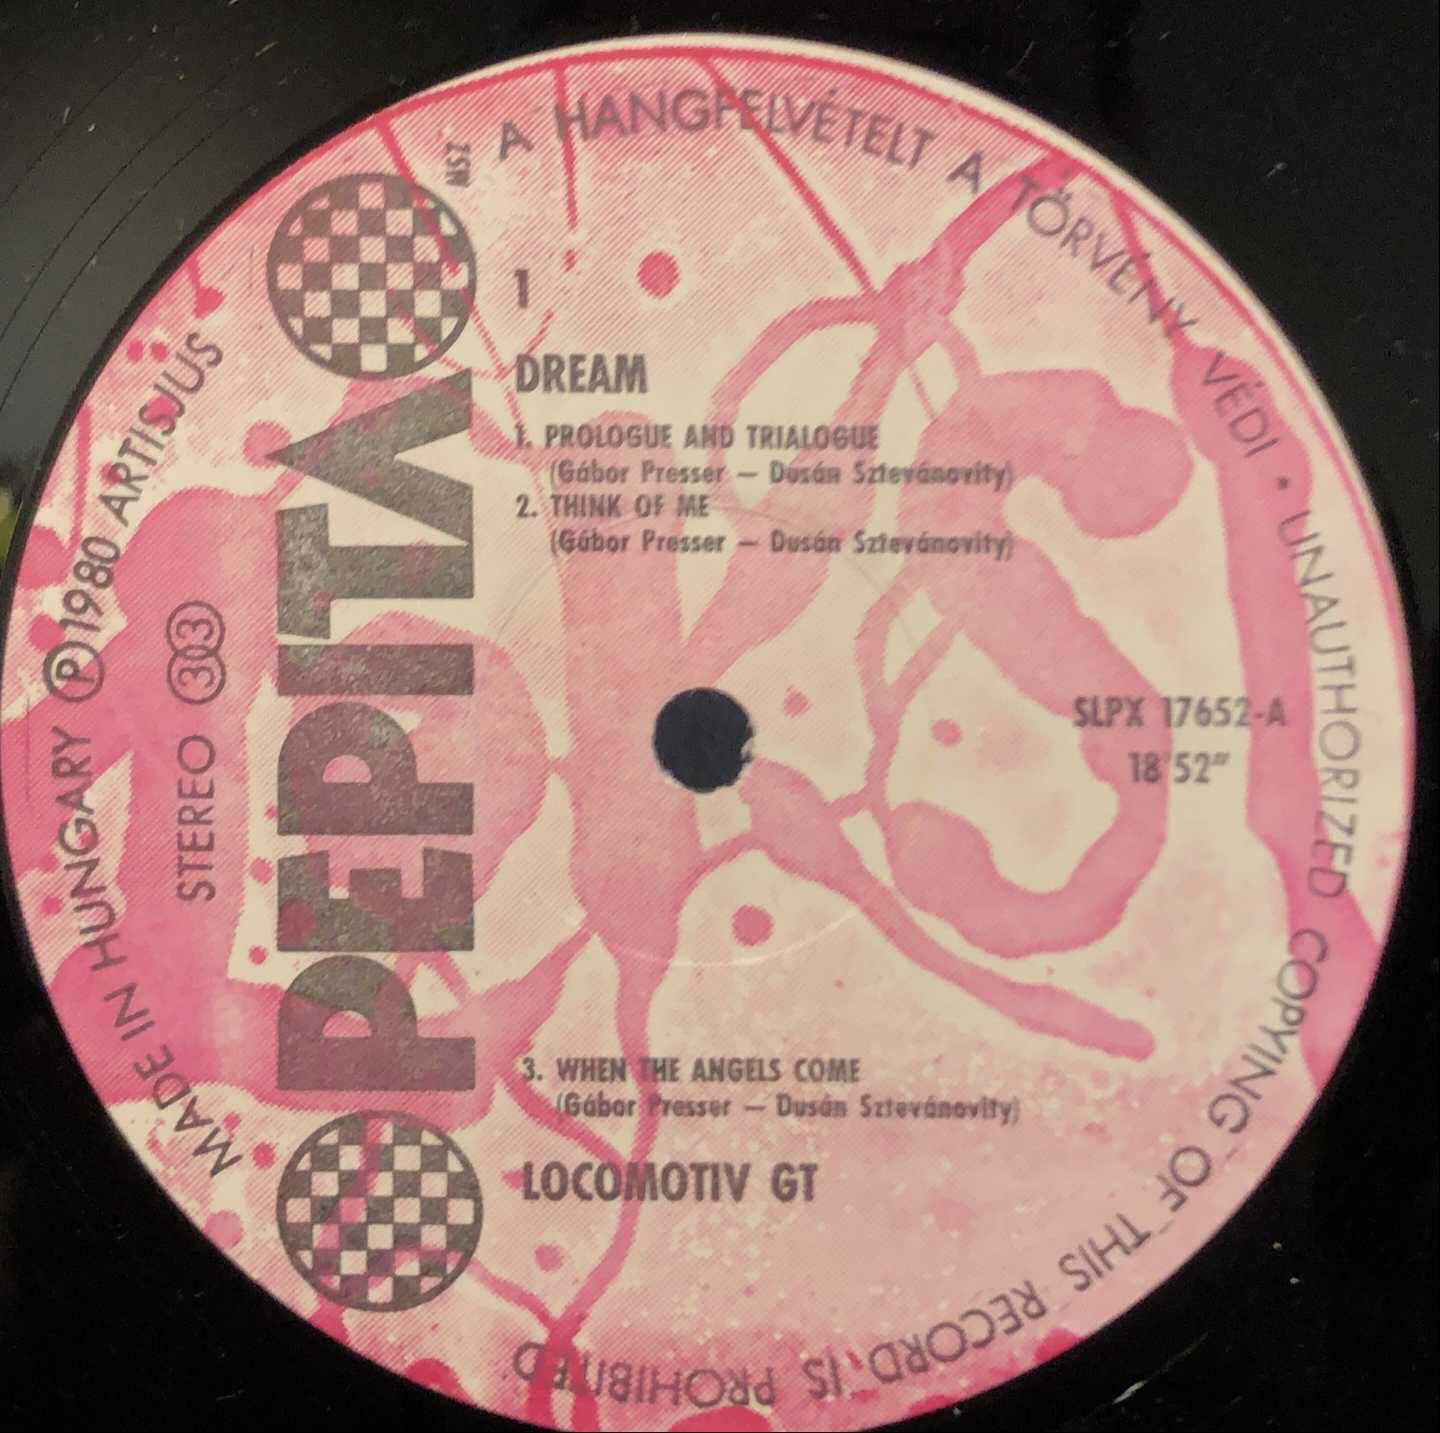 A HANGFELVÉTELT A TÖRVÉNY VÉDI • UNAUTHORIZED COPYING OF THIS RECORD IS PROHIBITED
MADE IN HUNGARY Ⓟ 1980 ARTISJUS
MSZ
STEREO 303
PEPITA
1
DREAM
1. PROLOGUE AND TRIALOGUE
(Gábor Presser — Dusán Sztevánovity)
2. THINK OF ME
(Gábor Presser — Dusán Sztevánovity)
SLPX 17652-A
18'52"
3. WHEN THE ANGELS COME
(Gábor Presser — Dusán Sztevánovity)
LOCOMOTIV GT